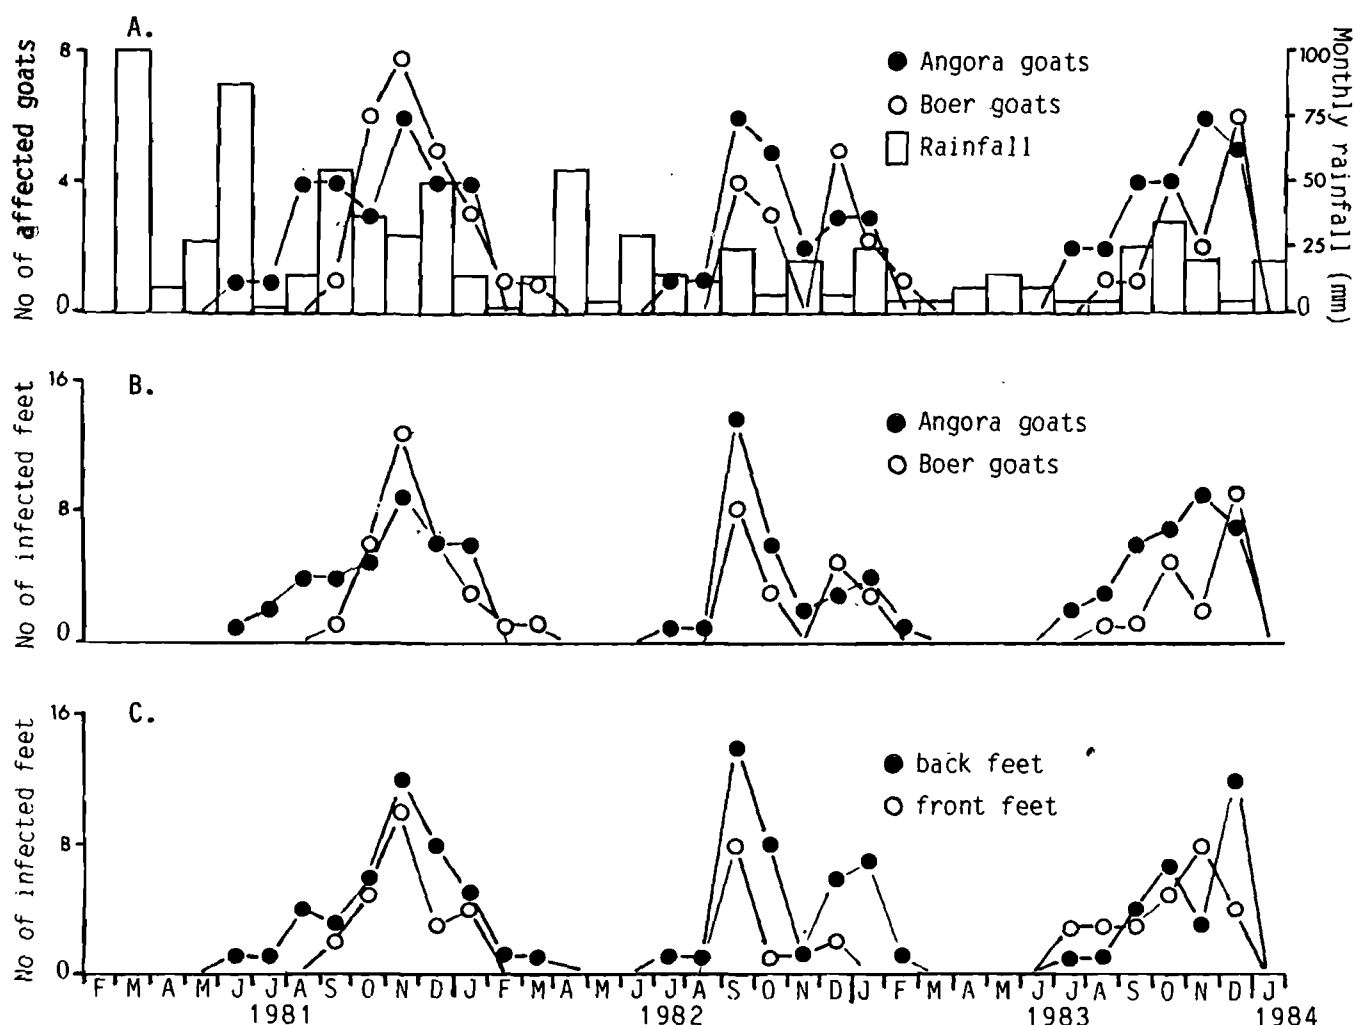 A.
No of affected goats
8
4
0
Angora goats
Boer goats
Rainfall
100
75
50
25
0
Monthly rainfall (mm)
B.
No of infected feet
16
8
0
Angora goats
Boer goats
C.
No of infected feet
16
8
0
back feet
front feet
F M A M J J A S O N D J F M A M J J A S O N D J F M A M J J A S O N D J
1981 1982 1983 1984